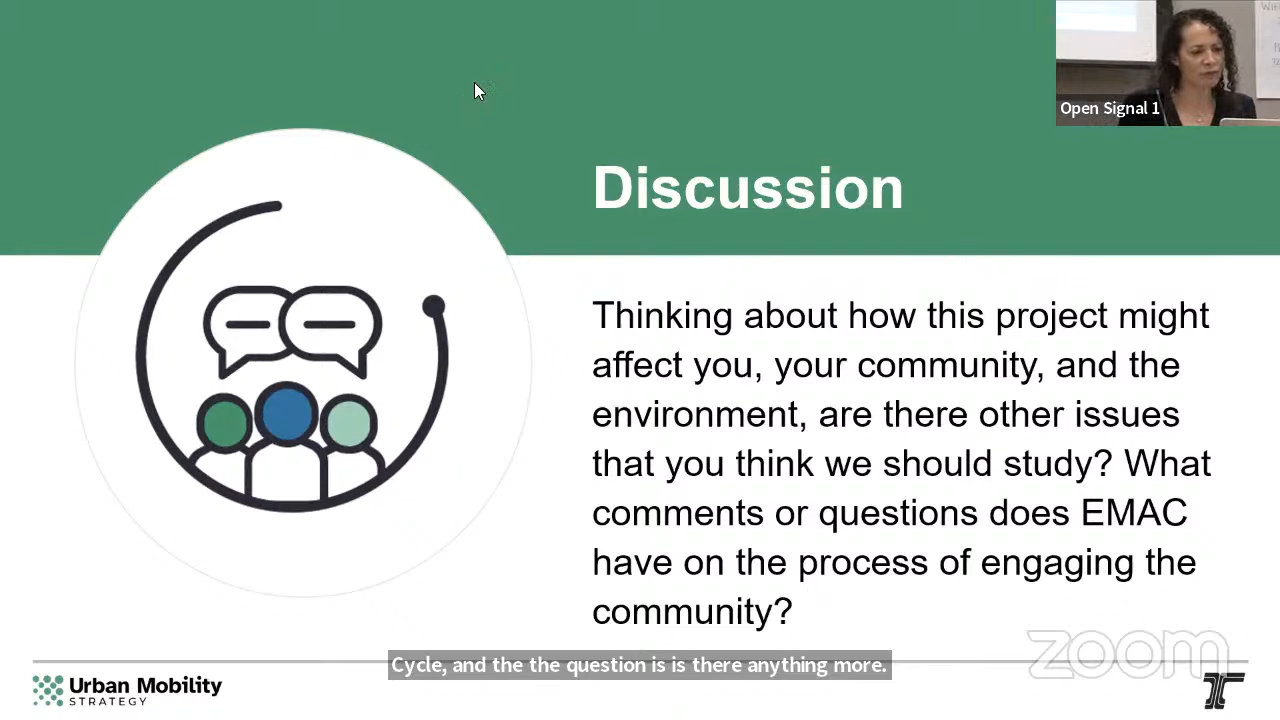 Open Signal 1
Discussion
Thinking about how this project might
affect you, your community, and the
environment, are there other issues
that you think we should study? What
comments or questions does EMAC
have on the process of engaging the
community?
zoom
Cycle, and the the question is is there anything more.
Urban Mobility
STRATEGY